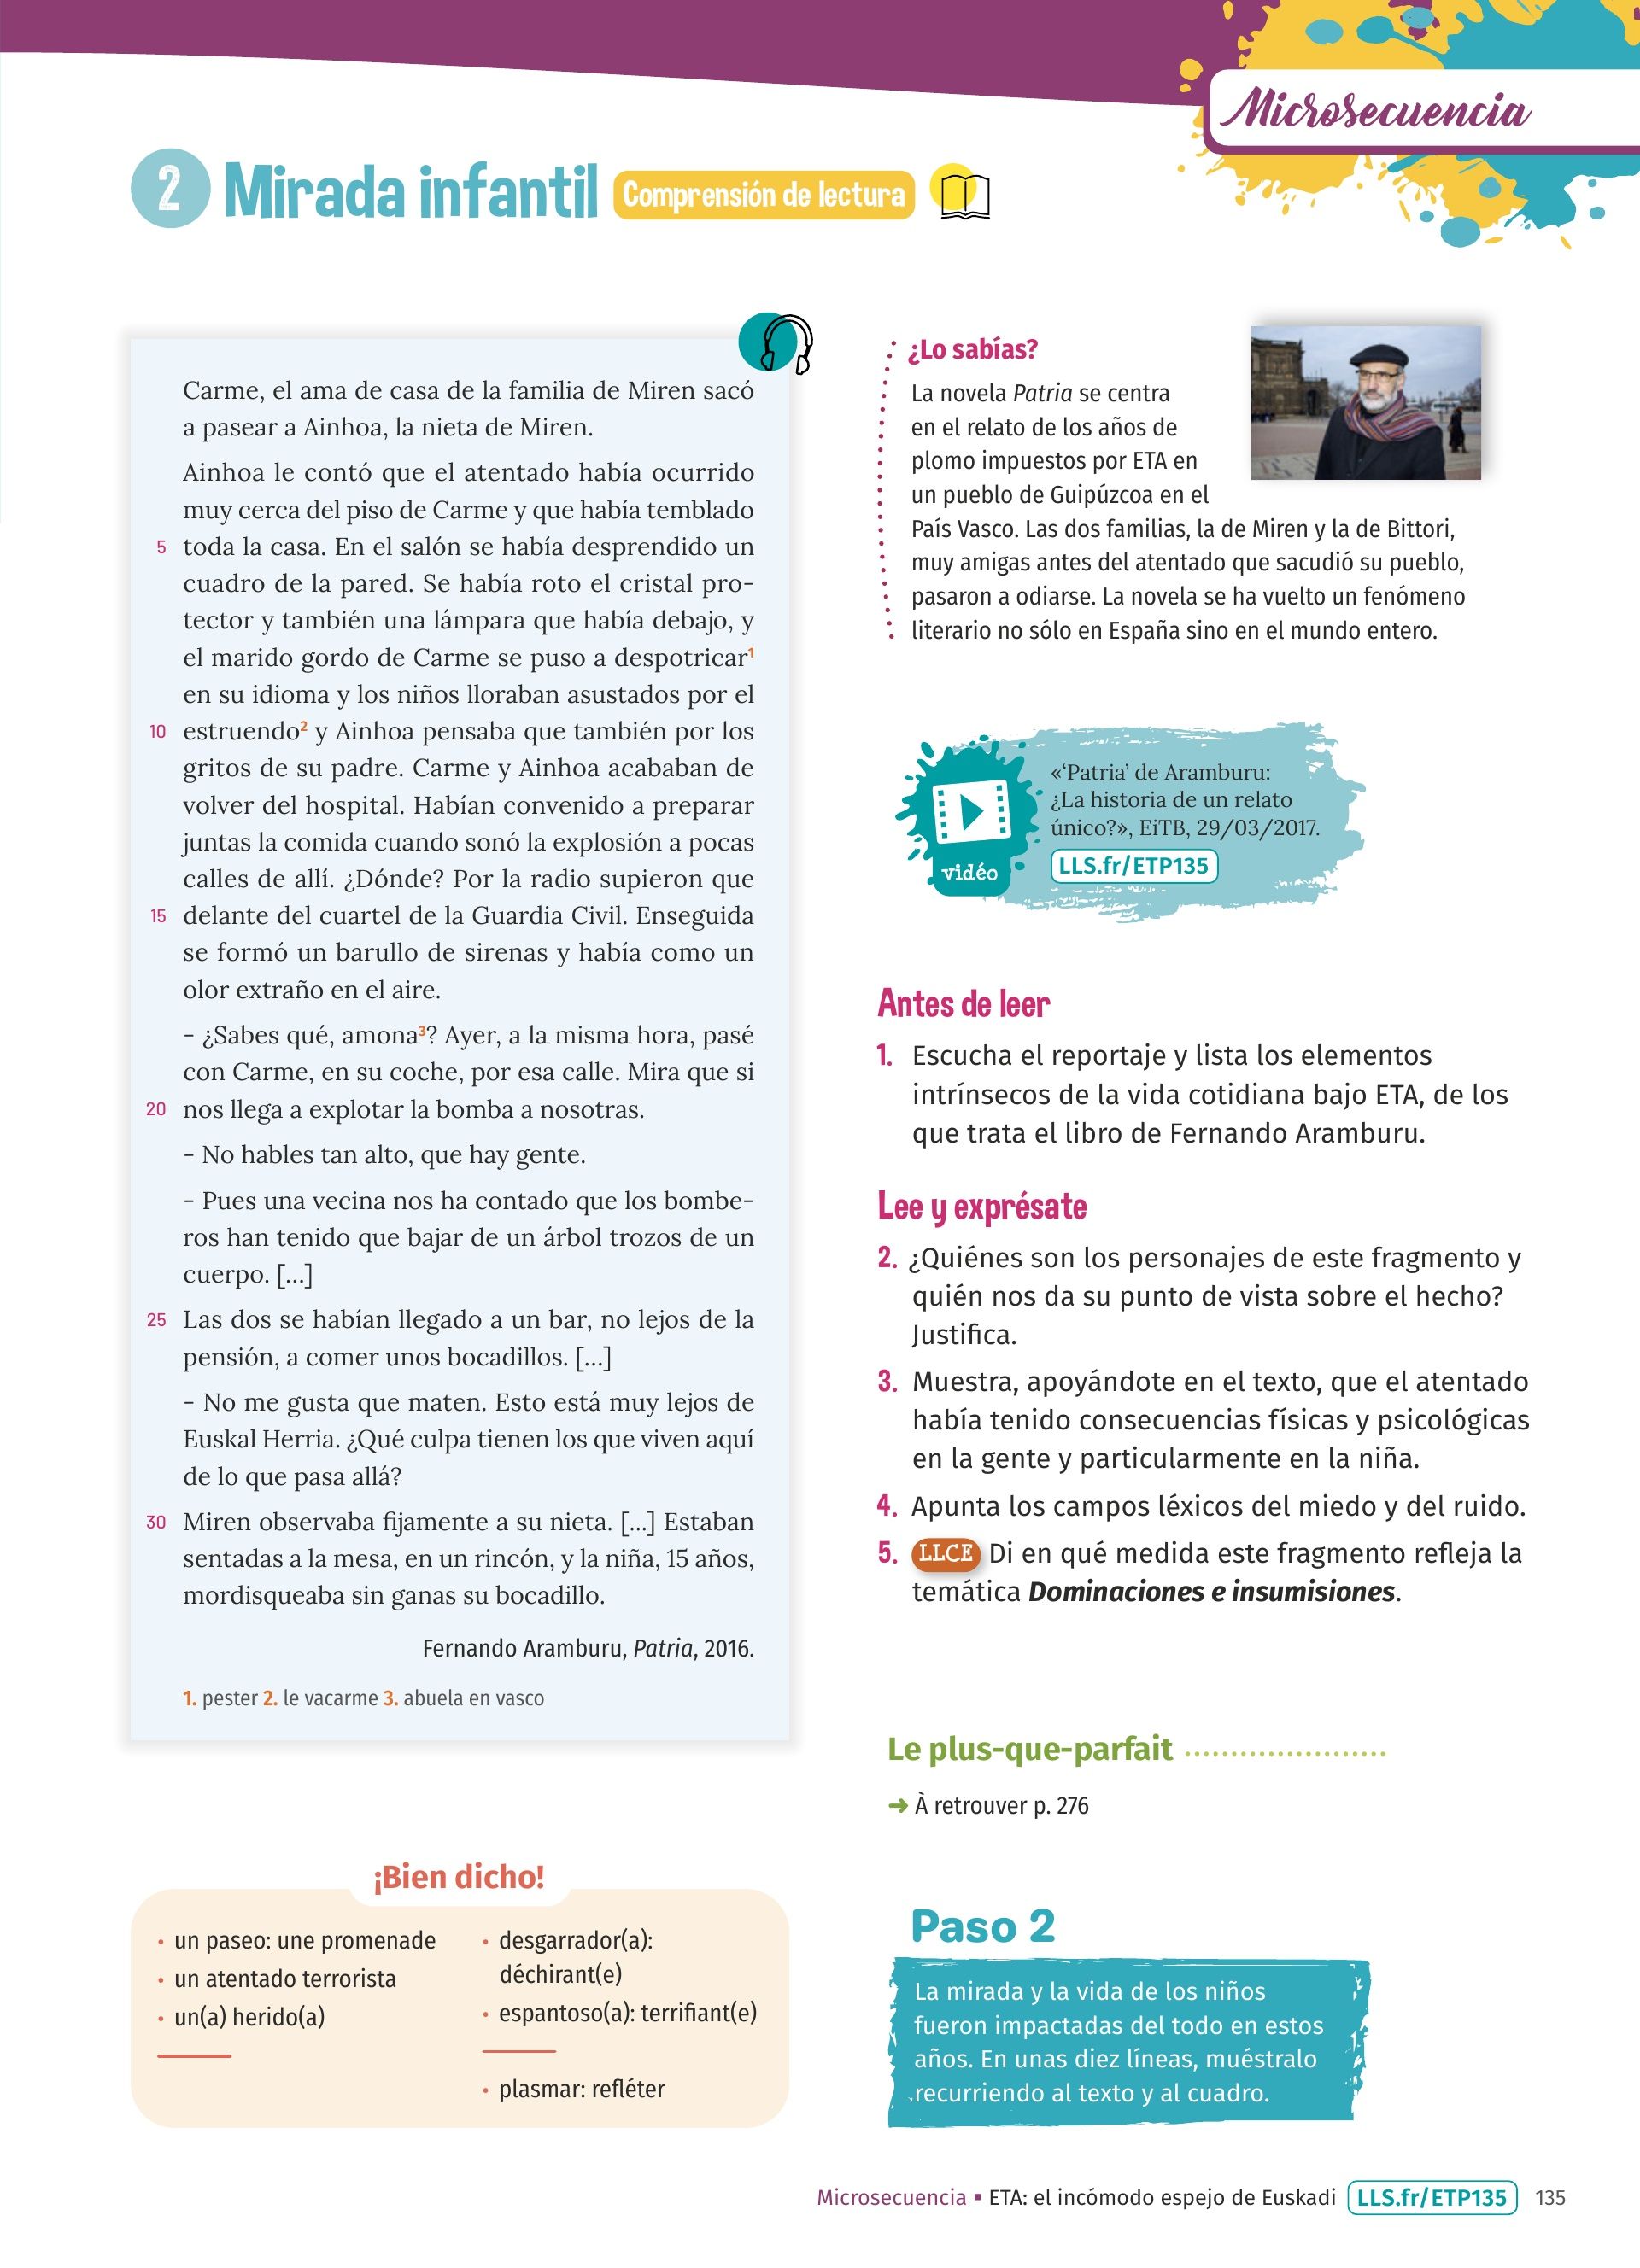 Microsecuencia
2 Mirada infantil Comprensión de lectura
Carme, el ama de casa de la familia de Miren sacó
a pasear a Ainhoa, la nieta de Miren.
Ainhoa le contó que el atentado había ocurrido
muy cerca del piso de Carme y que había temblado
5 toda la casa. En el salón se había desprendido un
cuadro de la pared. Se había roto el cristal pro-
tector y también una lámpara que había debajo, y
el marido gordo de Carme se puso a despotricar1
en su idioma y los niños lloraban asustados por el
10 estruendo2 y Ainhoa pensaba que también por los
gritos de su padre. Carme y Ainhoa acababan de
volver del hospital. Habían convenido a preparar
juntas la comida cuando sonó la explosión a pocas
calles de allí. ¿Dónde? Por la radio supieron que
15 delante del cuartel de la Guardia Civil. Enseguida
se formó un barullo de sirenas y había como un
olor extraño en el aire.
- ¿Sabes qué, amona3? Ayer, a la misma hora, pasé
con Carme, en su coche, por esa calle. Mira que si
20 nos llega a explotar la bomba a nosotras.
- No hables tan alto, que hay gente.
- Pues una vecina nos ha contado que los bombe-
ros han tenido que bajar de un árbol trozos de un
cuerpo. [...]
25 Las dos se habían llegado a un bar, no lejos de la
pensión, a comer unos bocadillos. [...]
- No me gusta que maten. Esto está muy lejos de
Euskal Herria. ¿Qué culpa tienen los que viven aquí
de lo que pasa allá?
30 Miren observaba fijamente a su nieta. [...] Estaban
sentadas a la mesa, en un rincón, y la niña, 15 años,
mordisqueaba sin ganas su bocadillo.
Fernando Aramburu, Patria, 2016.
1. pester 2. le vacarme 3. abuela en vasco
¡Bien dicho!
• un paseo: une promenade
• un atentado terrorista
• un(a) herido(a)
• desgarrador(a):
déchirant(e)
• espantoso(a): terrifiant(e)
• plasmar: refléter
¿Lo sabías?
La novela Patria se centra
en el relato de los años de
plomo impuestos por ETA en
un pueblo de Guipúzcoa en el
País Vasco. Las dos familias, la de Miren y la de Bittori,
muy amigas antes del atentado que sacudió su pueblo,
pasaron a odiarse. La novela se ha vuelto un fenómeno
literario no sólo en España sino en el mundo entero.
vidéo
«‘Patria’ de Aramburu:
¿La historia de un relato
único?», EiTB, 29/03/2017.
LLS.fr/ETP135
Antes de leer
1. Escucha el reportaje y lista los elementos
intrínsecos de la vida cotidiana bajo ETA, de los
que trata el libro de Fernando Aramburu.
Lee y exprésate
2. ¿Quiénes son los personajes de este fragmento y
quién nos da su punto de vista sobre el hecho?
Justifica.
3. Muestra, apoyándote en el texto, que el atentado
había tenido consecuencias físicas y psicológicas
en la gente y particularmente en la niña.
4. Apunta los campos léxicos del miedo y del ruido.
5. LLCE Di en qué medida este fragmento refleja la
temática Dominaciones e insumisiones.
Le plus-que-parfait
➜ À retrouver p. 276
Paso 2
La mirada y la vida de los niños
fueron impactadas del todo en estos
años. En unas diez líneas, muéstralo
recurriendo al texto y al cuadro.
Microsecuencia ▪ ETA: el incómodo espejo de Euskadi LLS.fr/ETP135 135